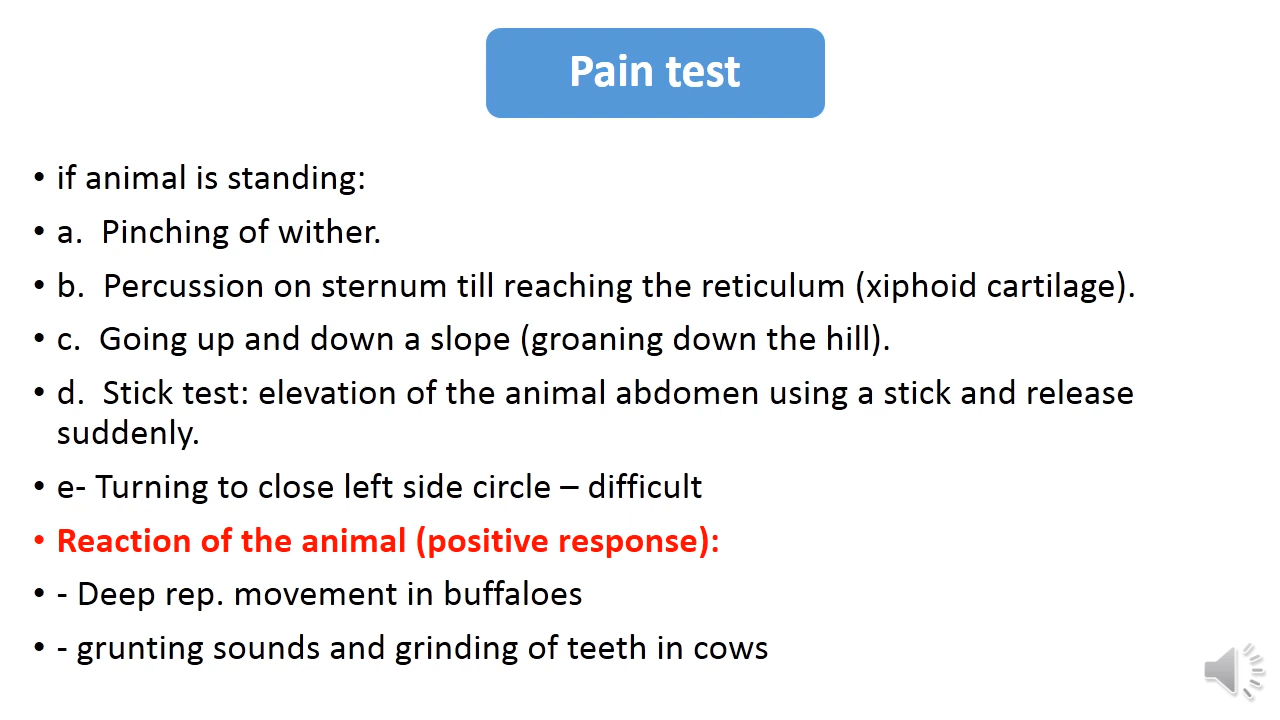 Pain test
• if animal is standing:
• a.  Pinching of wither.
• b.  Percussion on sternum till reaching the reticulum (xiphoid cartilage).
• c.  Going up and down a slope (groaning down the hill).
• d.  Stick test: elevation of the animal abdomen using a stick and release
suddenly.
• e- Turning to close left side circle – difficult
• Reaction of the animal (positive response):
• - Deep rep. movement in buffaloes
• - grunting sounds and grinding of teeth in cows